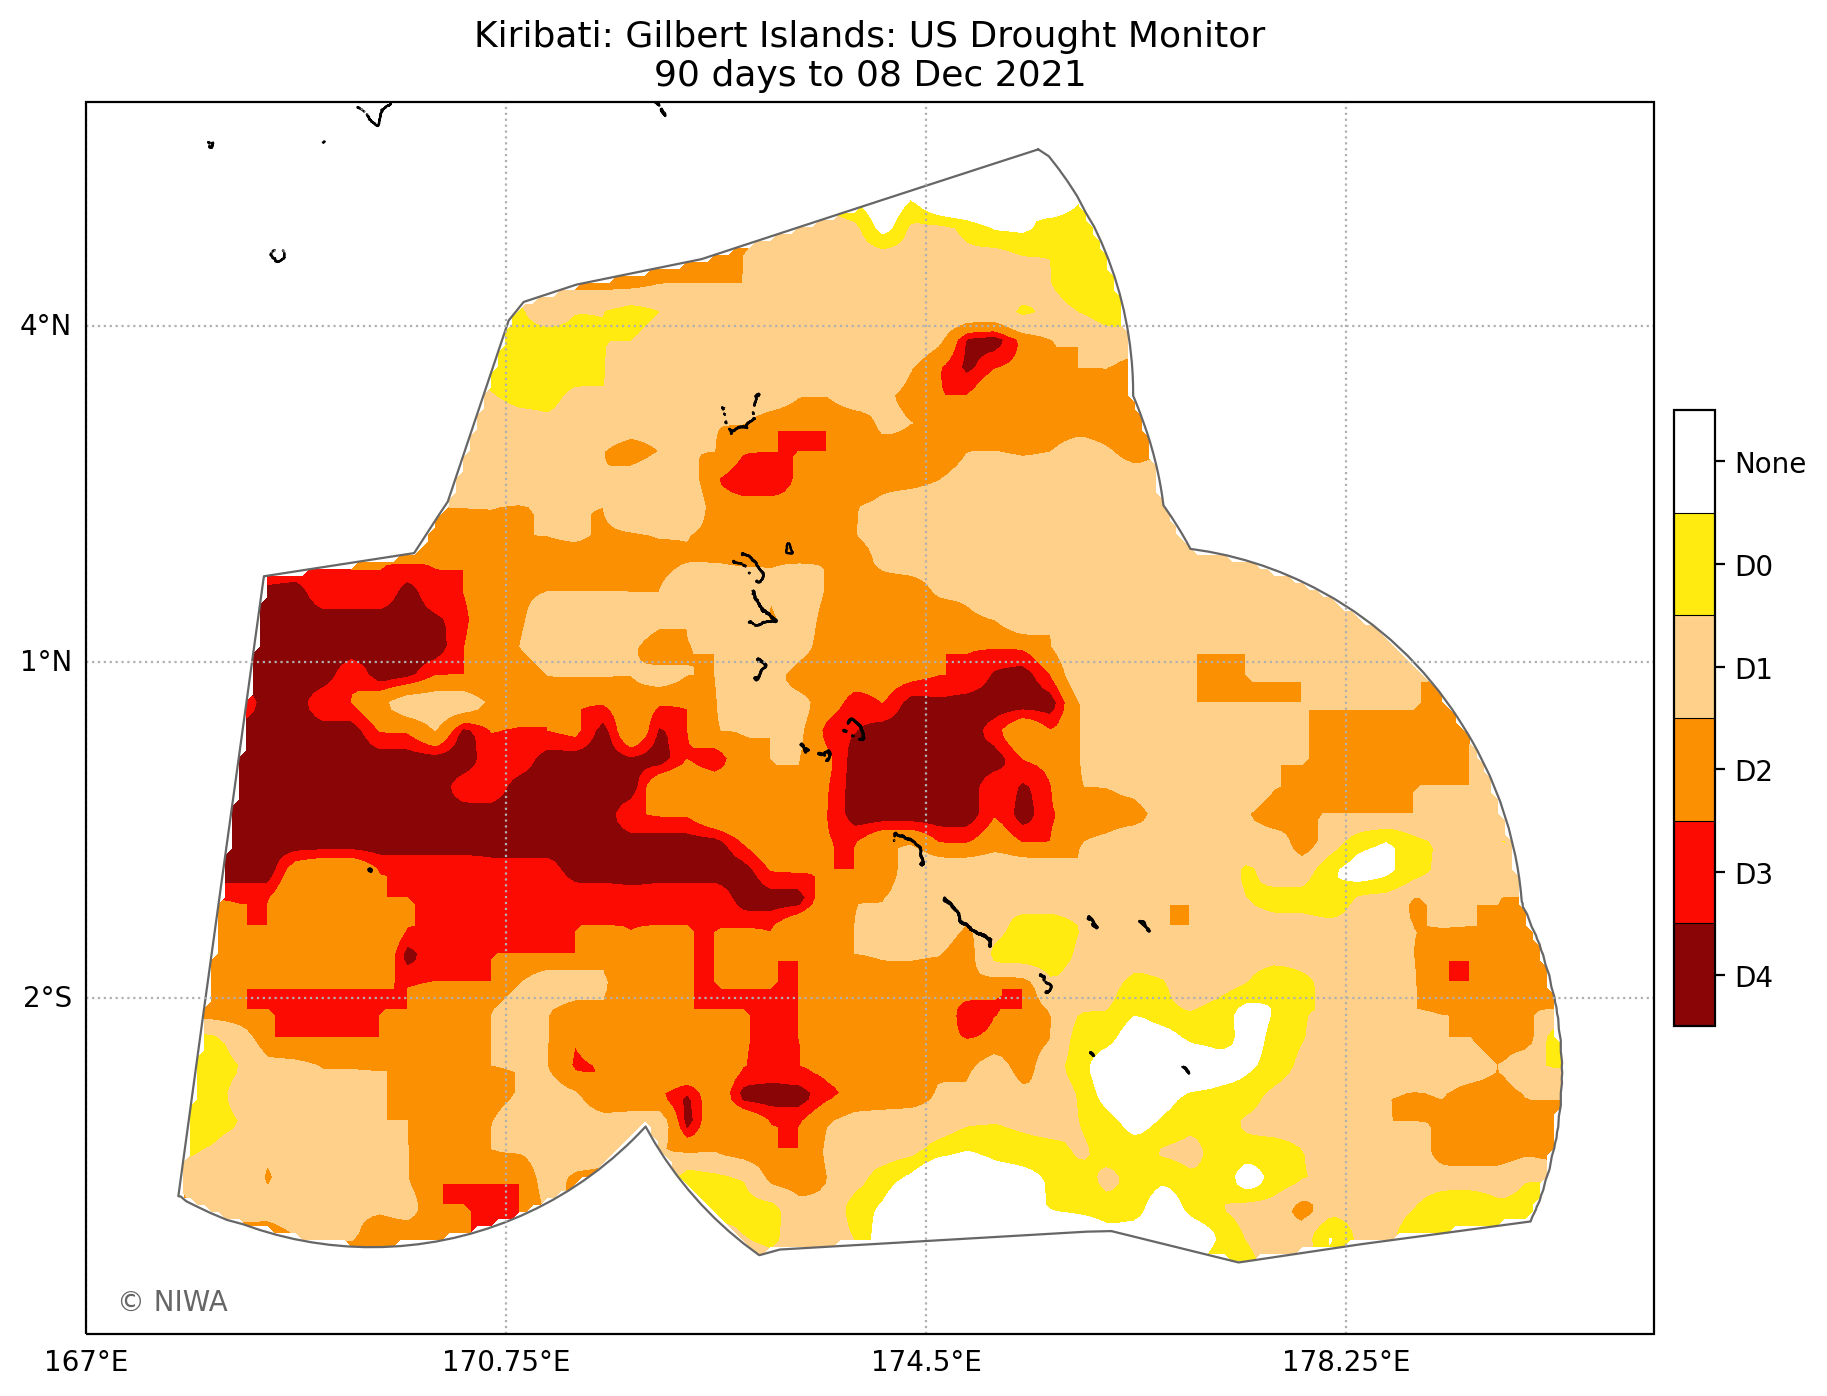 Kiribati: Gilbert Islands: US Drought Monitor
90 days to 08 Dec 2021
4°N
1°N
2°S
167°E
170.75°E
174.5°E
178.25°E
None
D0
D1
D2
D3
D4
© NIWA